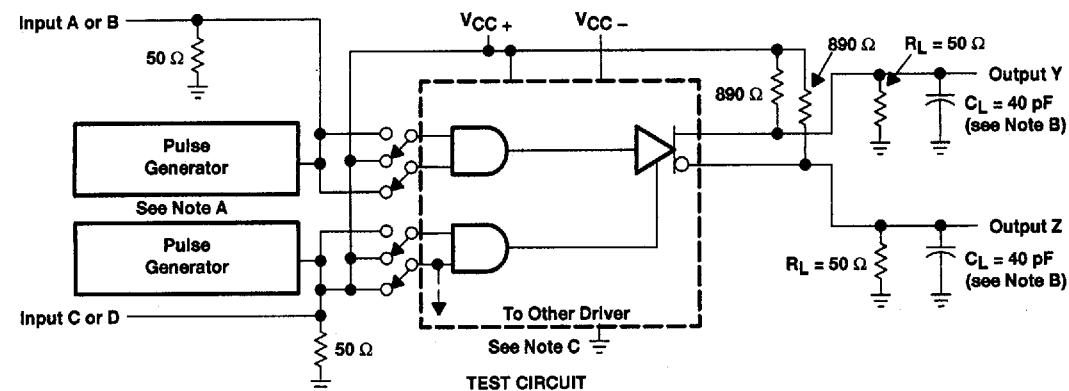 Input A or B
50 Ω
VCC +
VCC –
890 Ω
RL = 50 Ω
890 Ω
Output Y
CL = 40 pF
(see Note B)
Pulse
Generator
See Note A
Pulse
Generator
Output Z
RL = 50 Ω
CL = 40 pF
(see Note B)
To Other Driver
Input C or D
See Note C
50 Ω
TEST CIRCUIT